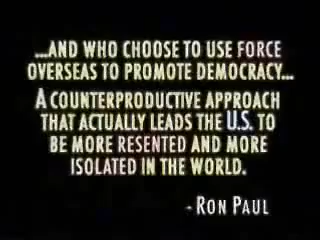 ...AND WHO CHOOSE TO USE FORCE
OVERSEAS TO PROMOTE DEMOCRACY...
A COUNTERPRODUCTIVE APPROACH
THAT ACTUALLY LEADS THE U.S. TO
BE MORE RESENTED AND MORE
ISOLATED IN THE WORLD.
- RON PAUL